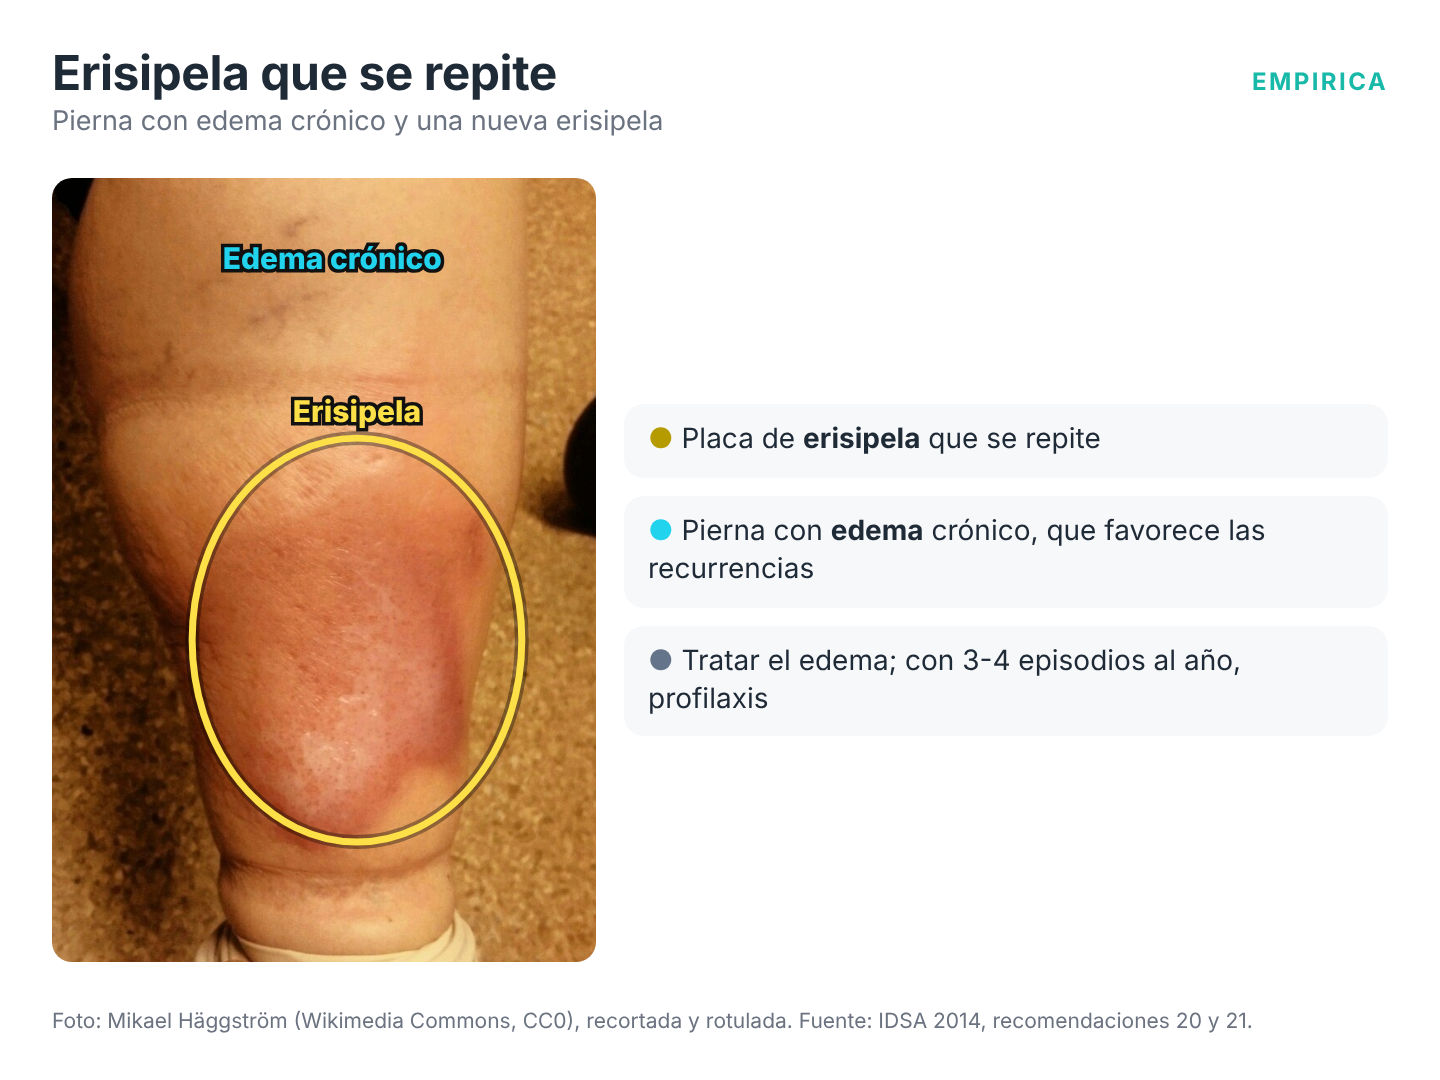 Erisipela que se repite
EMPIRICA
Pierna con edema crónico y una nueva erisipela
Edema crónico
Erisipela
Placa de erisipela que se repite
Pierna con edema crónico, que favorece las
recurrencias
Tratar el edema; con 3-4 episodios al año,
profilaxis
Foto: Mikael Häggström (Wikimedia Commons, CC0), recortada y rotulada. Fuente: IDSA 2014, recomendaciones 20 y 21.